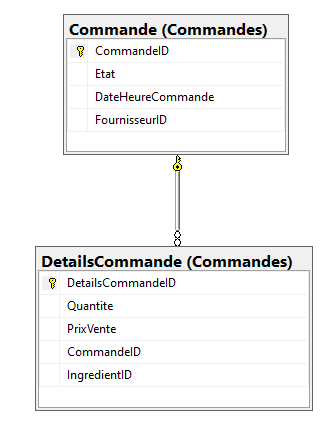 Commande (Commandes)
CommandeID
Etat
DateHeureCommande
FournisseurID
DetailsCommande (Commandes)
DetailsCommandeID
Quantite
PrixVente
CommandeID
IngredientID